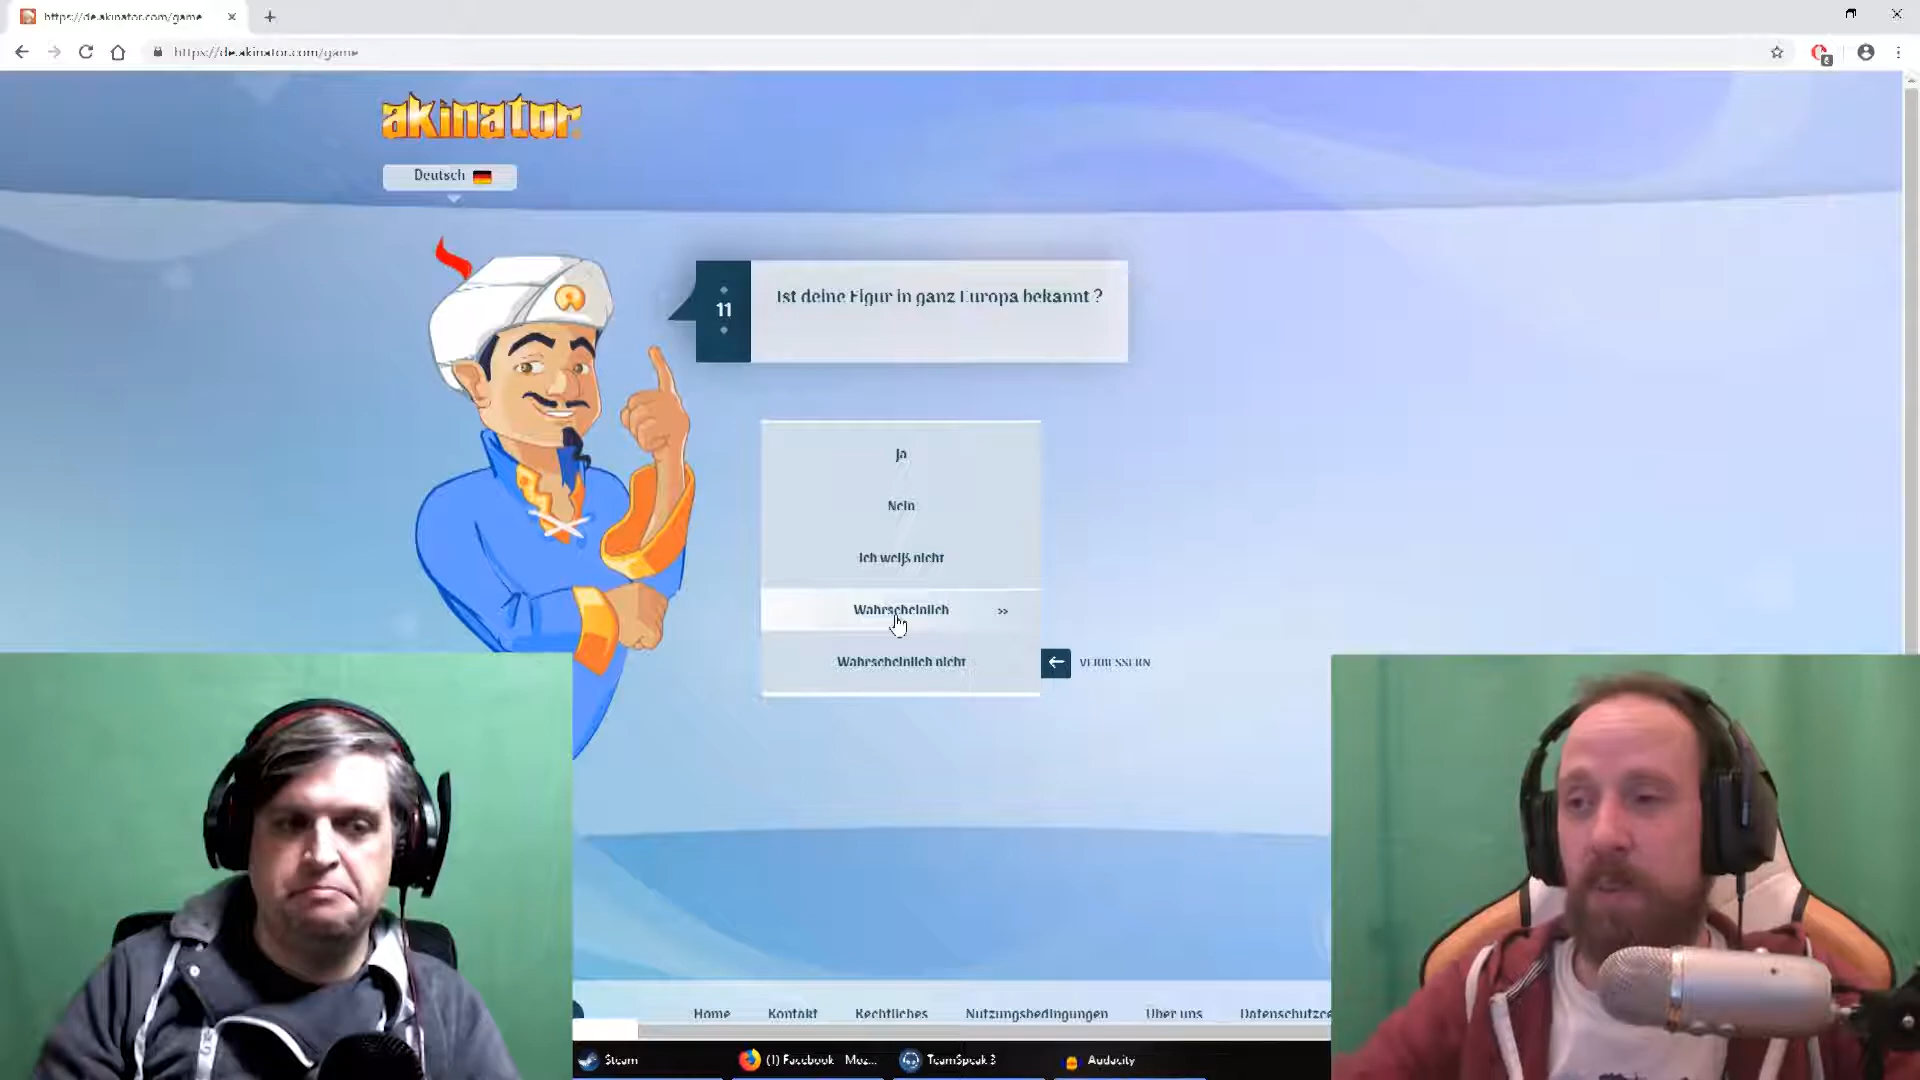 https://de.akinator.com/game
https://de.akinator.com/game
akinator
Deutsch
11
Ist deine Figur in ganz Europa bekannt ?
Ja
Nein
Ich weiß nicht
Wahrscheinlich >>
Wahrscheinlich nicht
VERBESSERN
Home Kontakt Rechtliches Nutzungsbedingungen Über uns
Steam (1) Facebook - Moz... TeamSpeak 3 Audacity